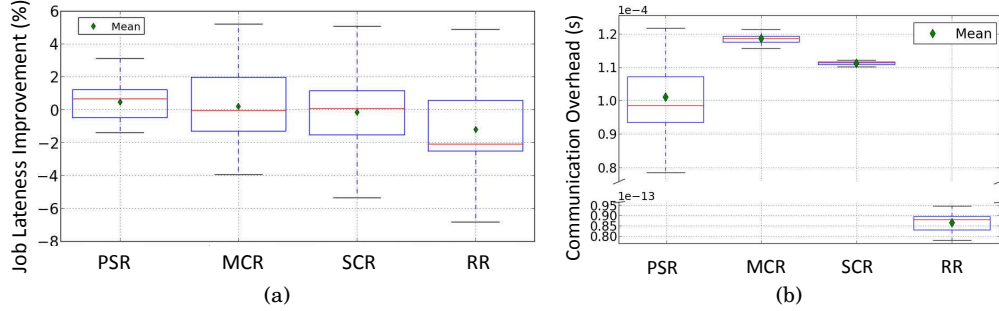 Job Lateness Improvement (%)
6
4
2
0
−2
−4
−6
−8
Mean
PSR MCR SCR RR
(a)
Communication Overhead (s)
1e−4
1.2
1.1
1.0
0.9
0.8
Mean
1e−13
0.95
0.90
0.85
0.80
PSR MCR SCR RR
(b)